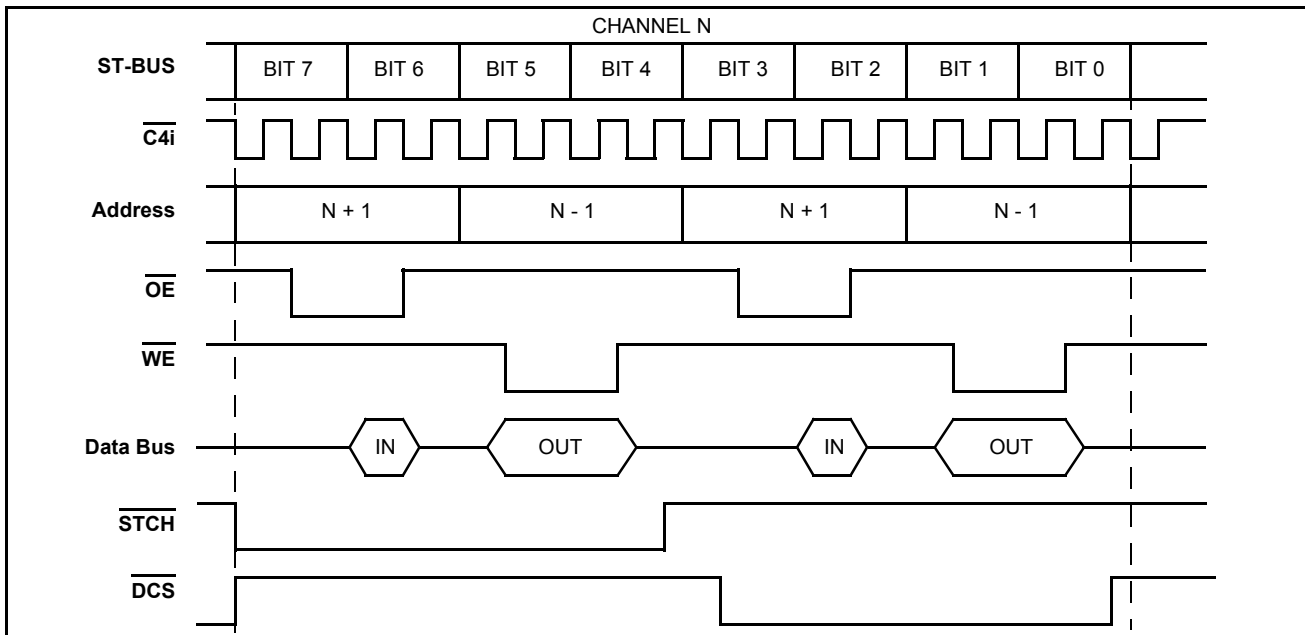 CHANNEL N
ST-BUS BIT 7 BIT 6 BIT 5 BIT 4 BIT 3 BIT 2 BIT 1 BIT 0
C4i
Address N + 1 N - 1 N + 1 N - 1
OE
WE
Data Bus IN OUT IN OUT
STCH
DCS